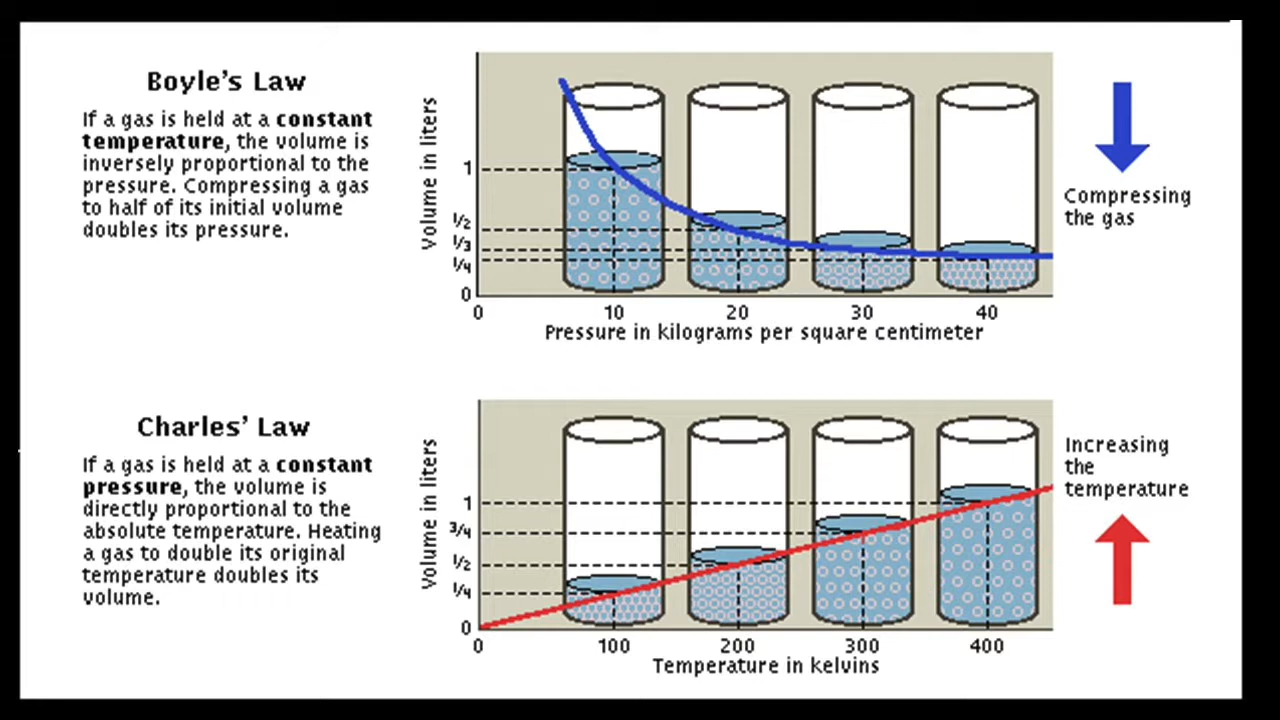 Boyle's Law
If a gas is held at a constant
temperature, the volume is
inversely proportional to the
pressure. Compressing a gas
to half of its initial volume
doubles its pressure.
Volume in liters
1
1/2
1/3
1/4
0
0 10 20 30 40
Pressure in kilograms per square centimeter
Compressing
the gas
Charles' Law
If a gas is held at a constant
pressure, the volume is
directly proportional to the
absolute temperature. Heating
a gas to double its original
temperature doubles its
volume.
Volume in liters
1
3/4
1/2
1/4
0
0 100 200 300 400
Temperature in kelvins
Increasing
the
temperature